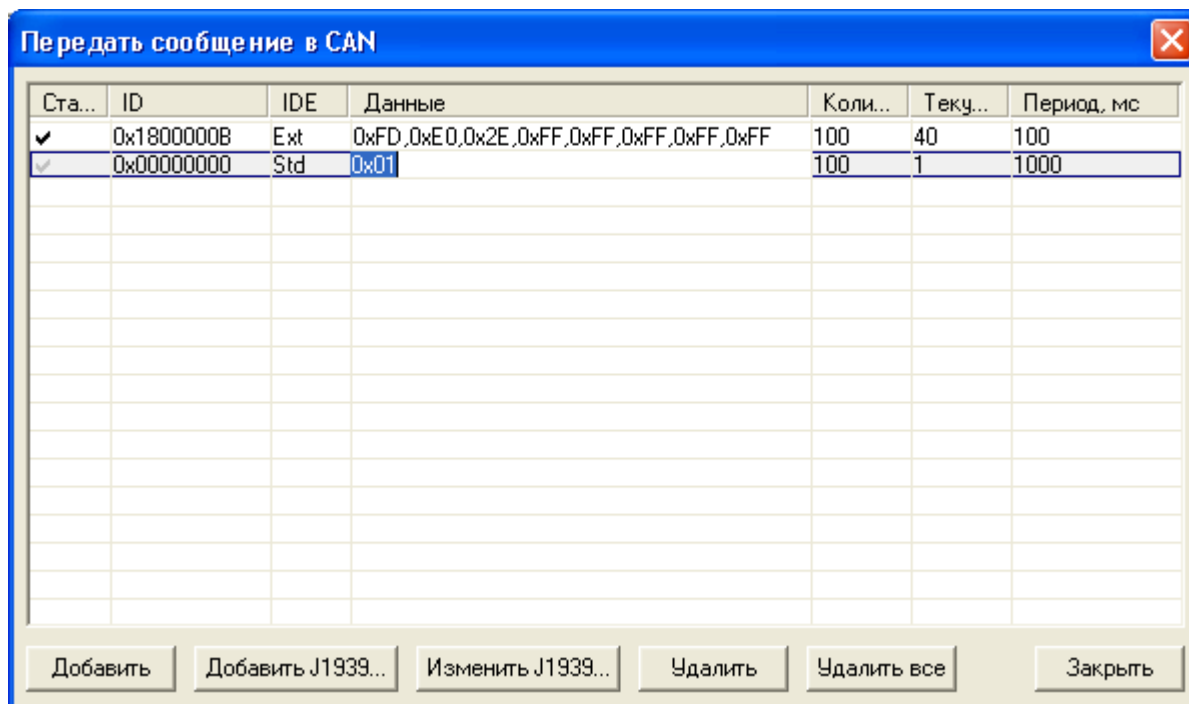 Передать сообщение в CAN
Ста... ID IDE Данные Коли... Теку... Период, мс
0x1800000B Ext 0xFD,0xE0,0x2E,0xFF,0xFF,0xFF,0xFF,0xFF 100 40 100
0x00000000 Std 0x01 100 1 1000
Добавить Добавить J1939... Изменить J1939... Удалить Удалить все Закрыть